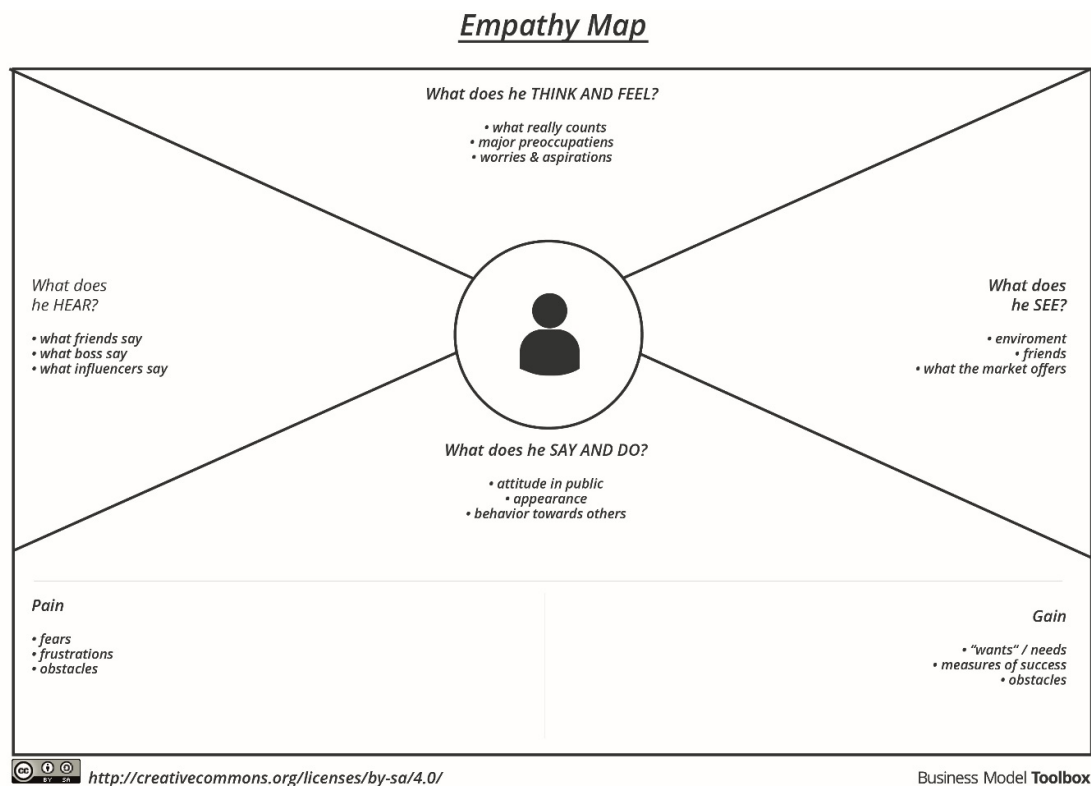 Empathy Map
What does he THINK AND FEEL?
• what really counts
• major preoccupatiens
• worries & aspirations
What does
he HEAR?
• what friends say
• what boss say
• what influencers say
What does
he SEE?
• enviroment
• friends
• what the market offers
What does he SAY AND DO?
• attitude in public
• appearance
• behavior towards others
Pain
• fears
• frustrations
• obstacles
Gain
• “wants“ / needs
• measures of success
• obstacles
cc BY SA
http://creativecommons.org/licenses/by-sa/4.0/
Business Model Toolbox